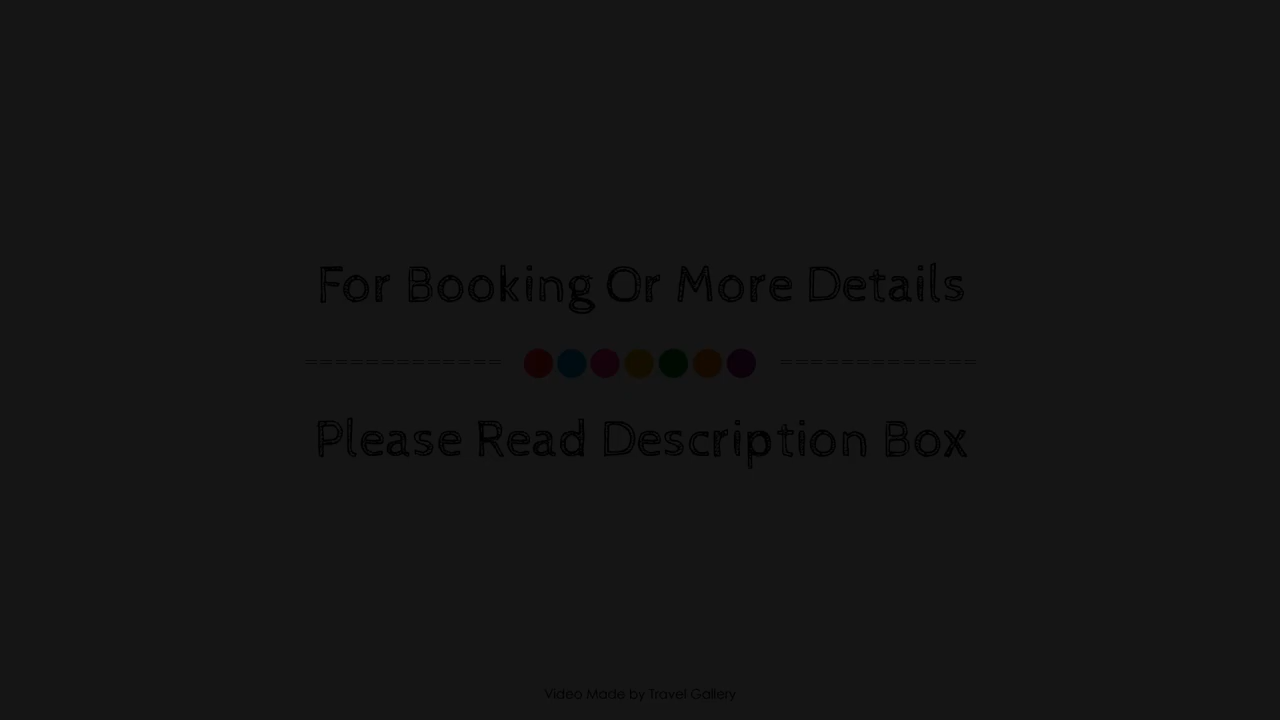 For Booking Or More Details
============= =============
Please Read Description Box
Video Made by Travel Gallery